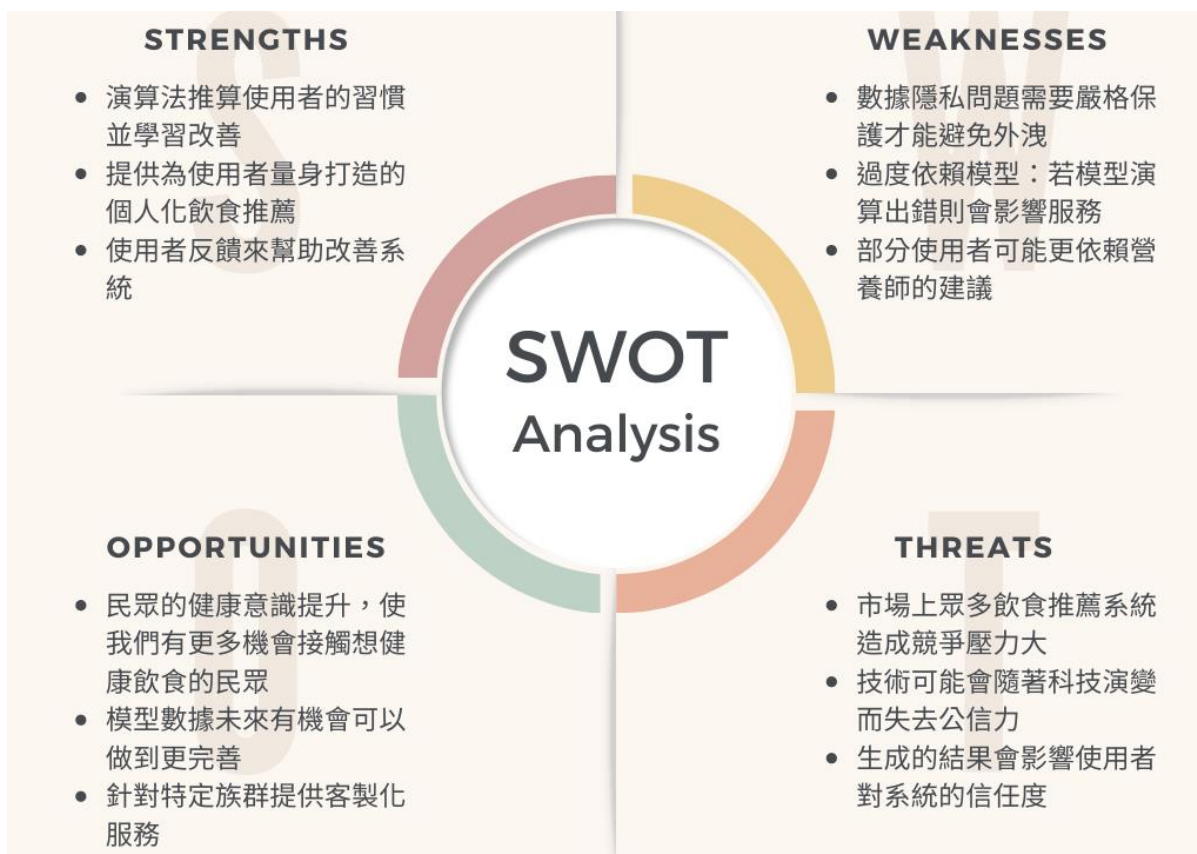 STRENGTHS
• 演算法推算使用者的習慣
並學習改善
• 提供為使用者量身打造的
個人化飲食推薦
• 使用者反饋來幫助改善系
統
WEAKNESSES
• 數據隱私問題需要嚴格保
護才能避免外洩
• 過度依賴模型：若模型演
算出錯則會影響服務
• 部分使用者可能更依賴營
養師的建議
SWOT
Analysis
OPPORTUNITIES
• 民眾的健康意識提升，使
我們有更多機會接觸想健
康飲食的民眾
• 模型數據未來有機會可以
做到更完善
• 針對特定族群提供客製化
服務
THREATS
• 市場上眾多飲食推薦系統
造成競爭壓力大
• 技術可能會隨著科技演變
而失去公信力
• 生成的結果會影響使用者
對系統的信任度
S
W
O
T